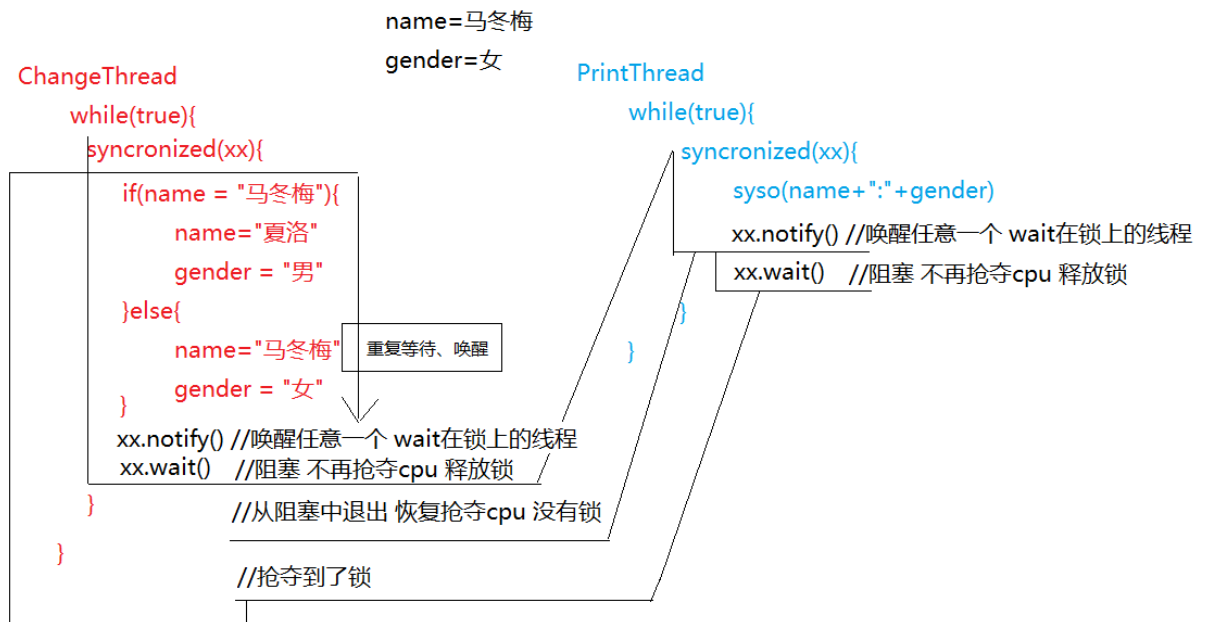 name=马冬梅
gender=女
ChangeThread
while(true){
syncronized(xx){
if(name = "马冬梅"){
name="夏洛"
gender = "男"
}else{
name="马冬梅"
gender = "女"
}
xx.notify() //唤醒任意一个 wait在锁上的线程
xx.wait() //阻塞 不再抢夺cpu 释放锁
}
//从阻塞中退出 恢复抢夺cpu 没有锁
}
//抢夺到了锁
重复等待、唤醒
PrintThread
while(true){
syncronized(xx){
syso(name+":"+gender)
xx.notify() //唤醒任意一个 wait在锁上的线程
xx.wait() //阻塞 不再抢夺cpu 释放锁
}
}